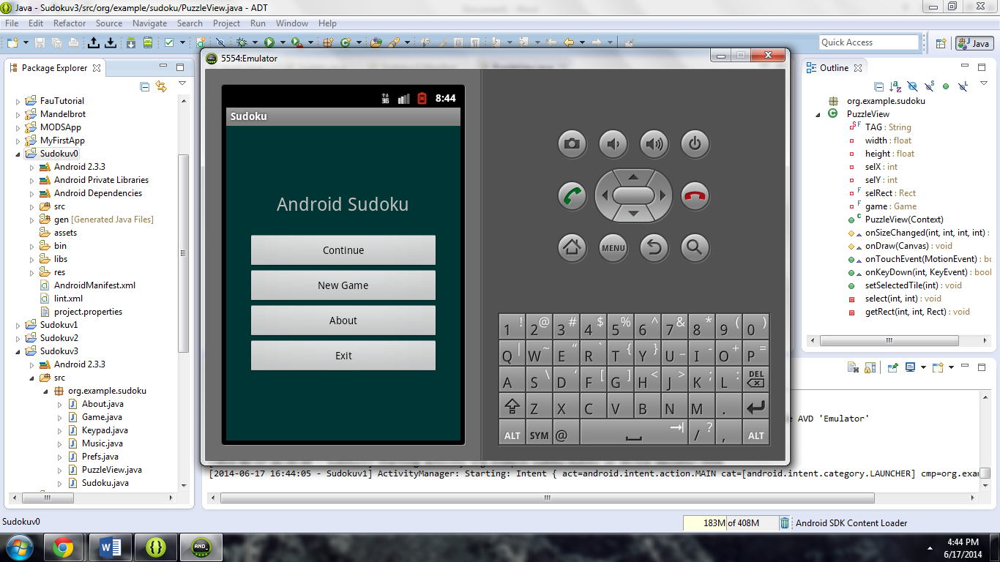 Java - Sudokuv3/src/org/example/sudoku/PuzzleView.java - ADT
File Edit Refactor Source Navigate Search Project Run Window Help
Quick Access
Java
Package Explorer
FauTutorial
Mandelbrot
MODSApp
MyFirstApp
Sudokuv0
Android 2.3.3
Android Private Libraries
Android Dependencies
src
gen [Generated Java Files]
assets
bin
libs
res
AndroidManifest.xml
lint.xml
project.properties
Sudokuv1
Sudokuv2
Sudokuv3
Android 2.3.3
src
org.example.sudoku
About.java
Game.java
Keypad.java
Music.java
Prefs.java
PuzzleView.java
Sudoku.java
5554:Emulator
3G 8:44
Sudoku
Android Sudoku
Continue
New Game
About
Exit
MENU
1 ! 2 @ 3 # 4 $ 5 % 6 ^ 7 & 8 * 9 ( 0 )
Q | W ~ E “ R ` T { Y } U _ I - O + P =
A S \ D ‘ F [ G ] H < J > K ; L : DEL
Z X C V B N M .
ALT SYM @ / ? , ALT
Outline
org.example.sudoku
PuzzleView
TAG : String
width : float
height : float
selX : int
selY : int
selRect : Rect
game : Game
PuzzleView(Context)
onSizeChanged(int, int, int, int) :
onDraw(Canvas) : void
onTouchEvent(MotionEvent) : bo
onKeyDown(int, KeyEvent) : bool
setSelectedTile(int) : void
select(int, int) : void
getRect(int, int, Rect) : void
e AVD 'Emulator'
[2014-06-17 16:44:05 - Sudokuv1] ActivityManager: Starting: Intent { act=android.intent.action.MAIN cat=[android.intent.category.LAUNCHER] cmp=org.exam
Sudokuv0
183M of 408M
Android SDK Content Loader
4:44 PM
6/17/2014